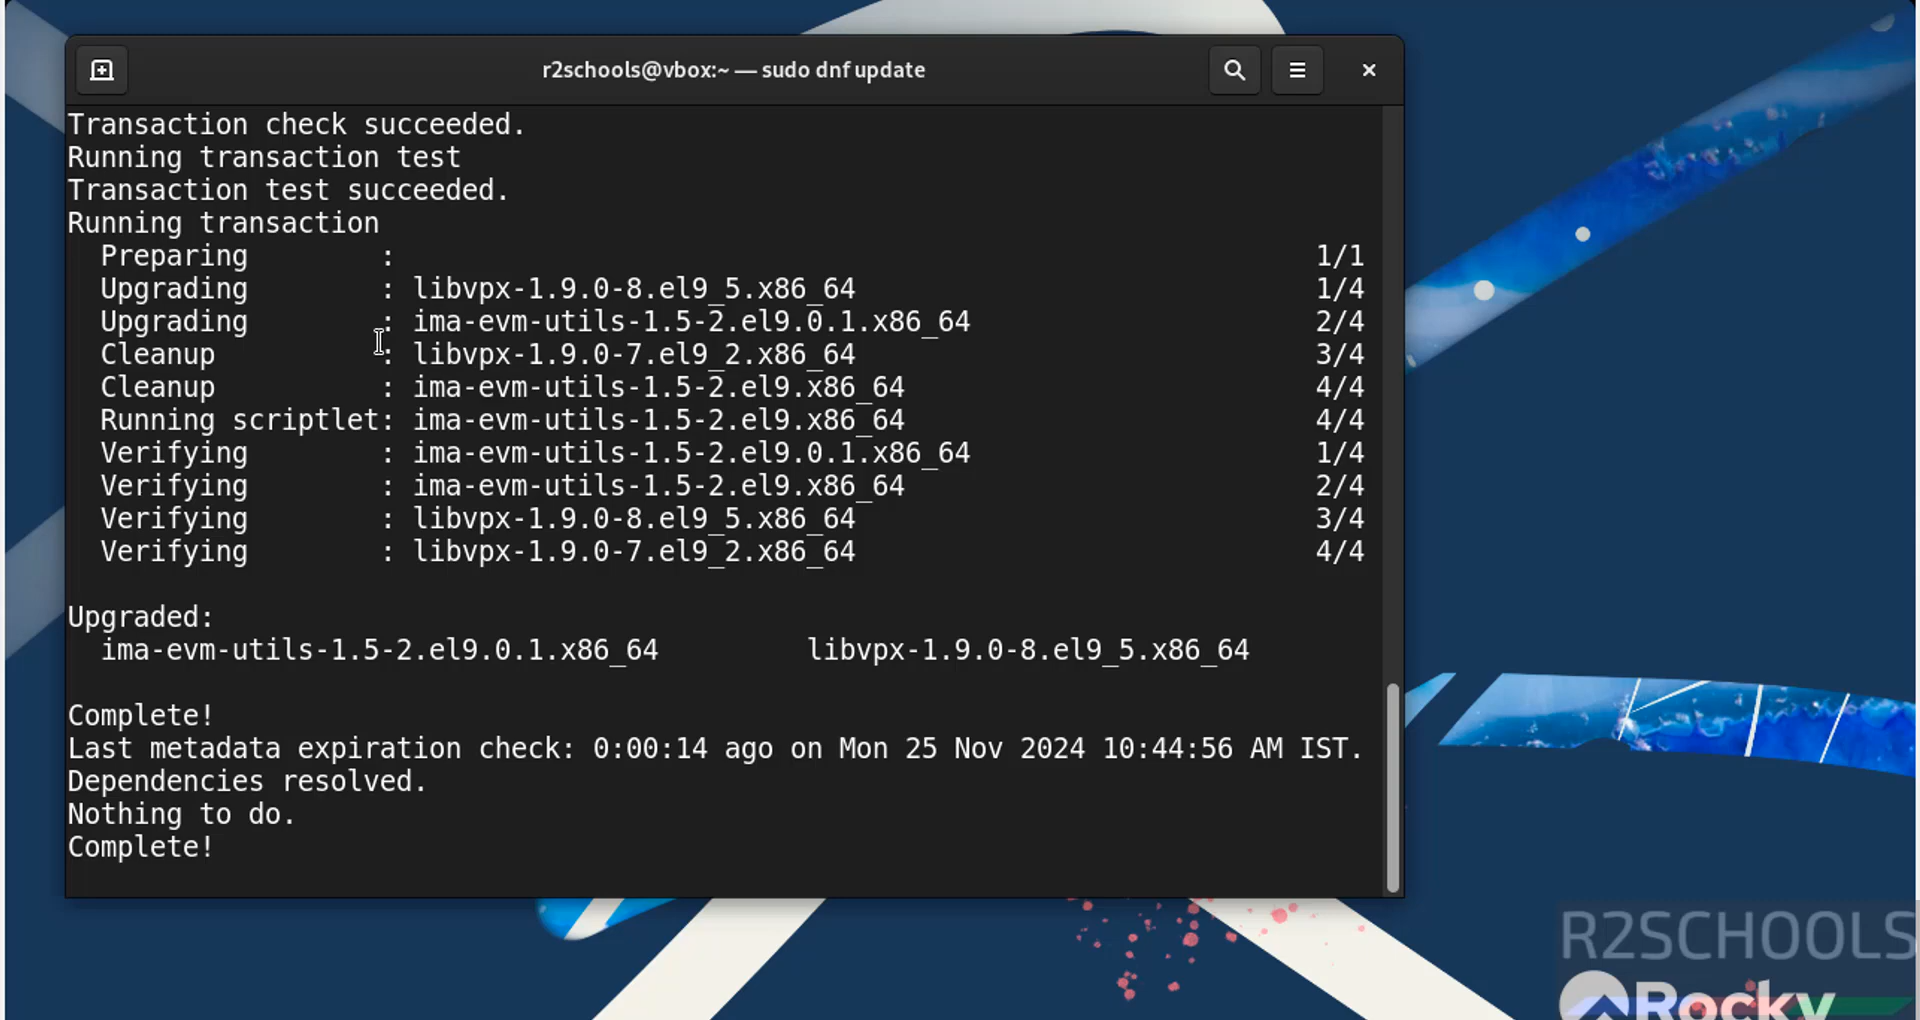 r2schools@vbox:~ — sudo dnf update
Transaction check succeeded.
Running transaction test
Transaction test succeeded.
Running transaction
  Preparing        :                                                        1/1
  Upgrading        : libvpx-1.9.0-8.el9_5.x86_64                            1/4
  Upgrading        : ima-evm-utils-1.5-2.el9.0.1.x86_64                     2/4
  Cleanup          : libvpx-1.9.0-7.el9_2.x86_64                            3/4
  Cleanup          : ima-evm-utils-1.5-2.el9.x86_64                         4/4
  Running scriptlet: ima-evm-utils-1.5-2.el9.x86_64                         4/4
  Verifying        : ima-evm-utils-1.5-2.el9.0.1.x86_64                     1/4
  Verifying        : ima-evm-utils-1.5-2.el9.x86_64                         2/4
  Verifying        : libvpx-1.9.0-8.el9_5.x86_64                            3/4
  Verifying        : libvpx-1.9.0-7.el9_2.x86_64                            4/4
Upgraded:
  ima-evm-utils-1.5-2.el9.0.1.x86_64         libvpx-1.9.0-8.el9_5.x86_64
Complete!
Last metadata expiration check: 0:00:14 ago on Mon 25 Nov 2024 10:44:56 AM IST.
Dependencies resolved.
Nothing to do.
Complete!
R2SCHOOLS
Rocky